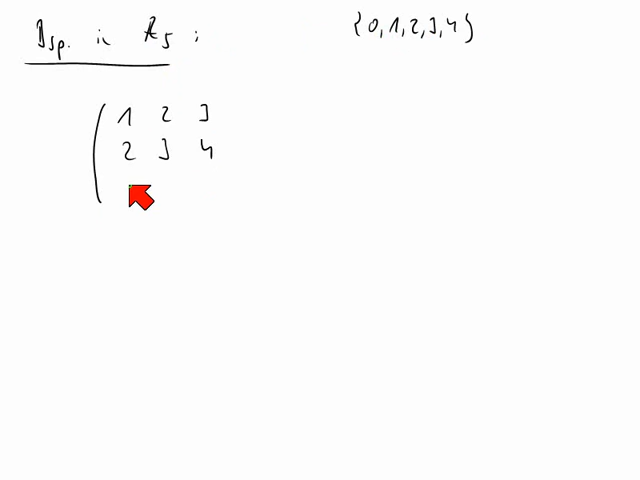 Bsp. in ℤ5 : {0,1,2,3,4}
1 2 3
2 3 4